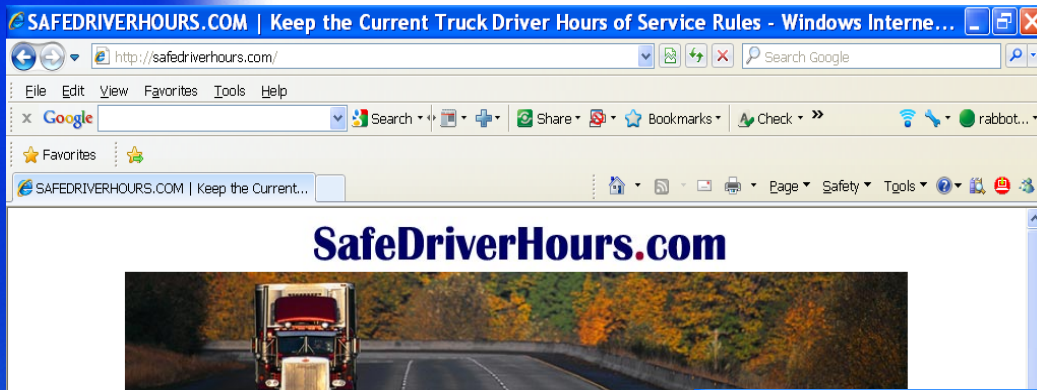 SAFEDRIVERHOURS.COM | Keep the Current Truck Driver Hours of Service Rules - Windows Interne...
http://safedriverhours.com/ Search Google
File Edit View Favorites Tools Help
x Google Search Share Bookmarks Check » rabbot...
Favorites
SAFEDRIVERHOURS.COM | Keep the Current... Page Safety Tools
SafeDriverHours.com